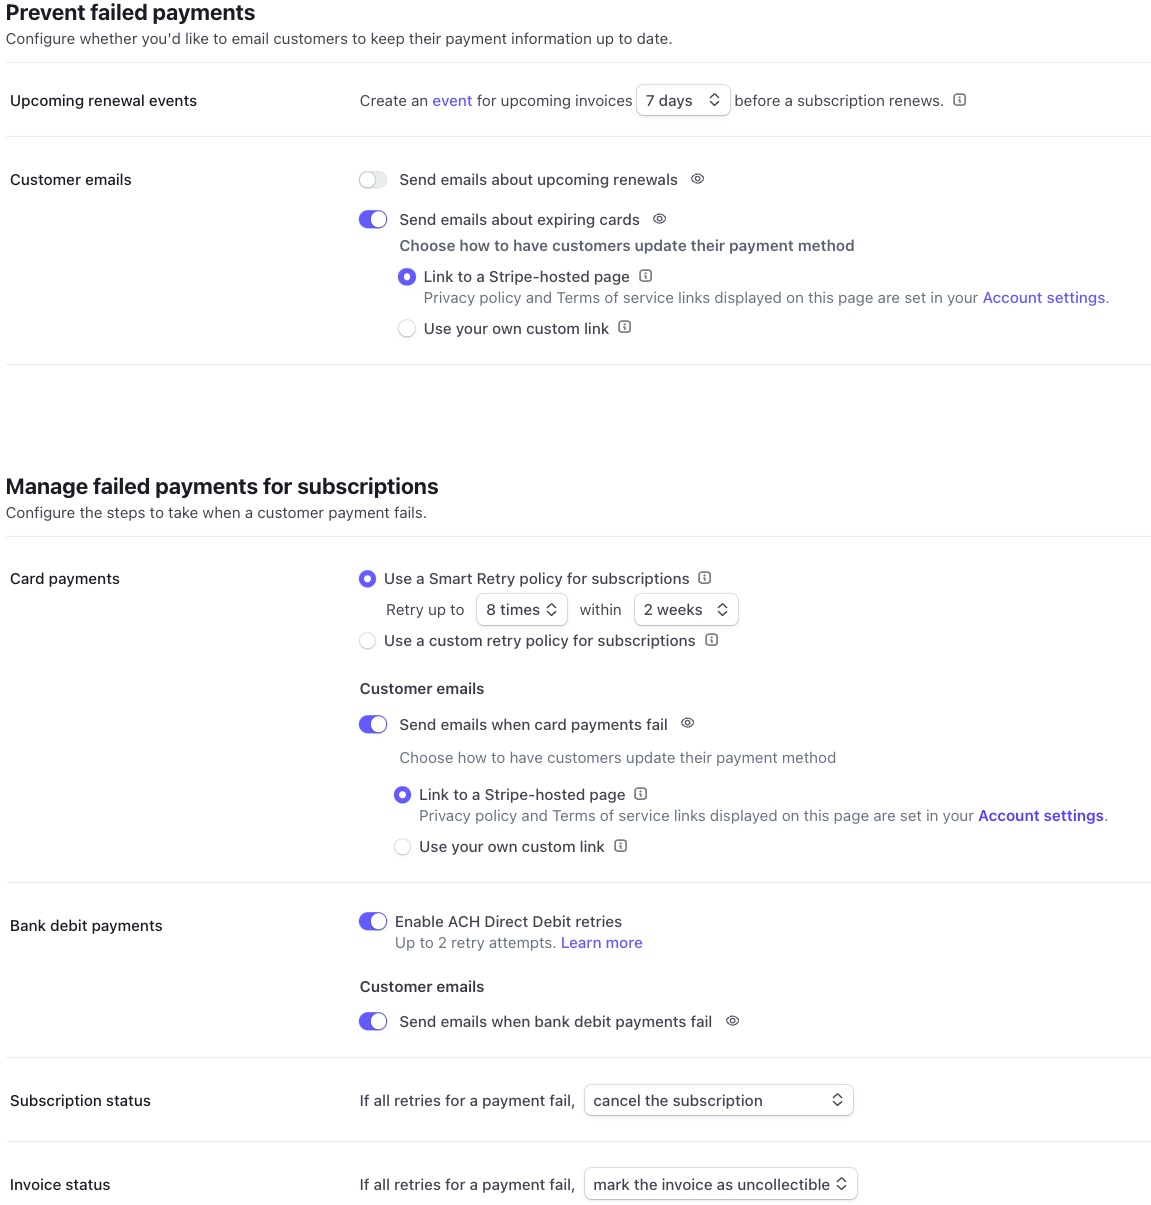 Prevent failed payments
Configure whether you'd like to email customers to keep their payment information up to date.
Upcoming renewal events
Create an event for upcoming invoices 7 days before a subscription renews.
Customer emails
Send emails about upcoming renewals
Send emails about expiring cards
Choose how to have customers update their payment method
Link to a Stripe-hosted page
Privacy policy and Terms of service links displayed on this page are set in your Account settings.
Use your own custom link
Manage failed payments for subscriptions
Configure the steps to take when a customer payment fails.
Card payments
Use a Smart Retry policy for subscriptions
Retry up to 8 times within 2 weeks
Use a custom retry policy for subscriptions
Customer emails
Send emails when card payments fail
Choose how to have customers update their payment method
Link to a Stripe-hosted page
Privacy policy and Terms of service links displayed on this page are set in your Account settings.
Use your own custom link
Bank debit payments
Enable ACH Direct Debit retries
Up to 2 retry attempts. Learn more
Customer emails
Send emails when bank debit payments fail
Subscription status
If all retries for a payment fail, cancel the subscription
Invoice status
If all retries for a payment fail, mark the invoice as uncollectible